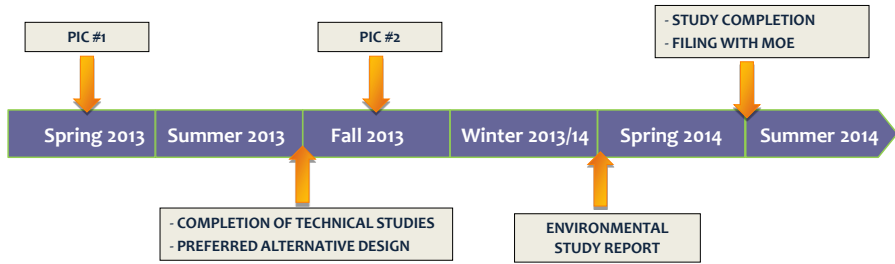 PIC #1
PIC #2
- STUDY COMPLETION
- FILING WITH MOE
Spring 2013
Summer 2013
Fall 2013
Winter 2013/14
Spring 2014
Summer 2014
- COMPLETION OF TECHNICAL STUDIES
- PREFERRED ALTERNATIVE DESIGN
ENVIRONMENTAL
STUDY REPORT